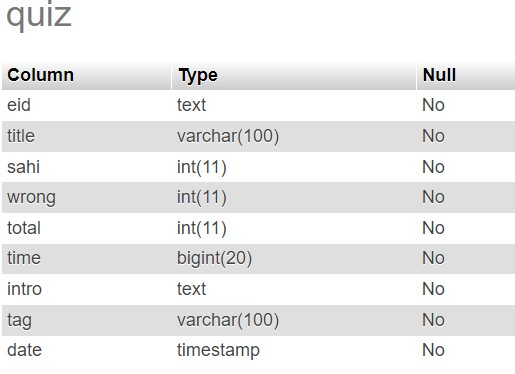 quiz
Column Type Null
eid text No
title varchar(100) No
sahi int(11) No
wrong int(11) No
total int(11) No
time bigint(20) No
intro text No
tag varchar(100) No
date timestamp No